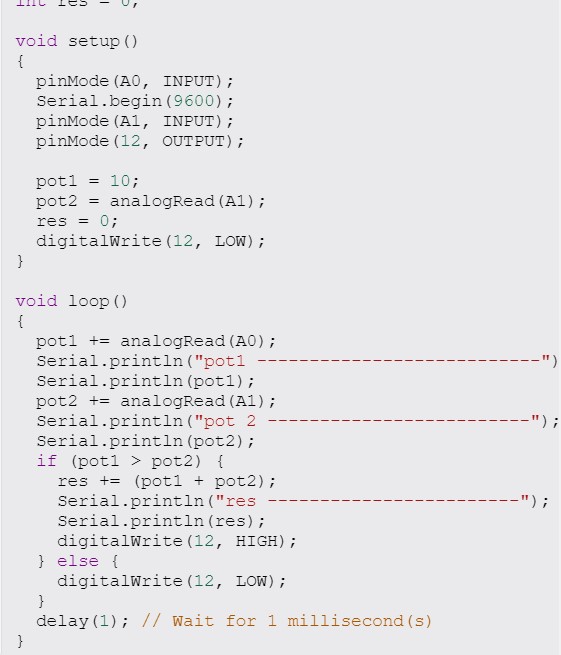 int res = 0;
void setup()
{
  pinMode(A0, INPUT);
  Serial.begin(9600);
  pinMode(A1, INPUT);
  pinMode(12, OUTPUT);
  pot1 = 10;
  pot2 = analogRead(A1);
  res = 0;
  digitalWrite(12, LOW);
}
void loop()
{
  pot1 += analogRead(A0);
  Serial.println("pot1 ---------------------------")
  Serial.println(pot1);
  pot2 += analogRead(A1);
  Serial.println("pot 2 -------------------------");
  Serial.println(pot2);
  if (pot1 > pot2) {
    res += (pot1 + pot2);
    Serial.println("res ------------------------");
    Serial.println(res);
    digitalWrite(12, HIGH);
  } else {
    digitalWrite(12, LOW);
  }
  delay(1); // Wait for 1 millisecond(s)
}